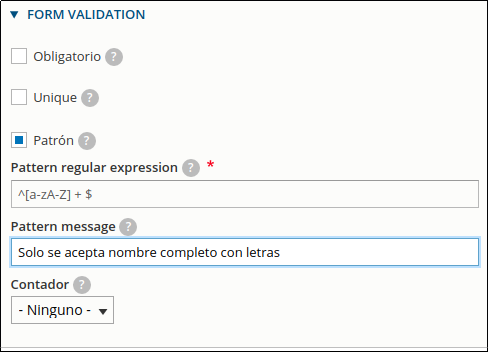 ▼ FORM VALIDATION
Obligatorio ?
Unique ?
Patrón ?
Pattern regular expression ? *
^[a-zA-Z] + $
Pattern message ?
Solo se acepta nombre completo con letras
Contador ?
- Ninguno - ▼